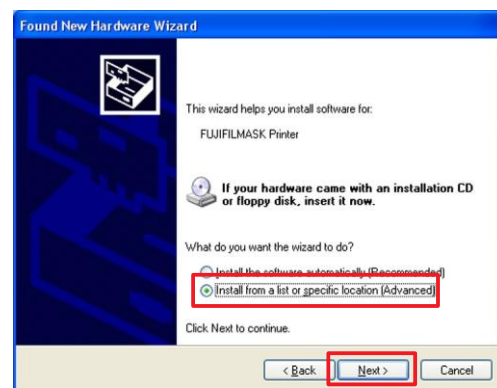 Found New Hardware Wizard
This wizard helps you install software for:
FUJIFILMASK Printer
If your hardware came with an installation CD
or floppy disk, insert it now.
What do you want the wizard to do?
Install the software automatically (Recommended)
Install from a list or specific location (Advanced)
Click Next to continue.
< Back
Next >
Cancel